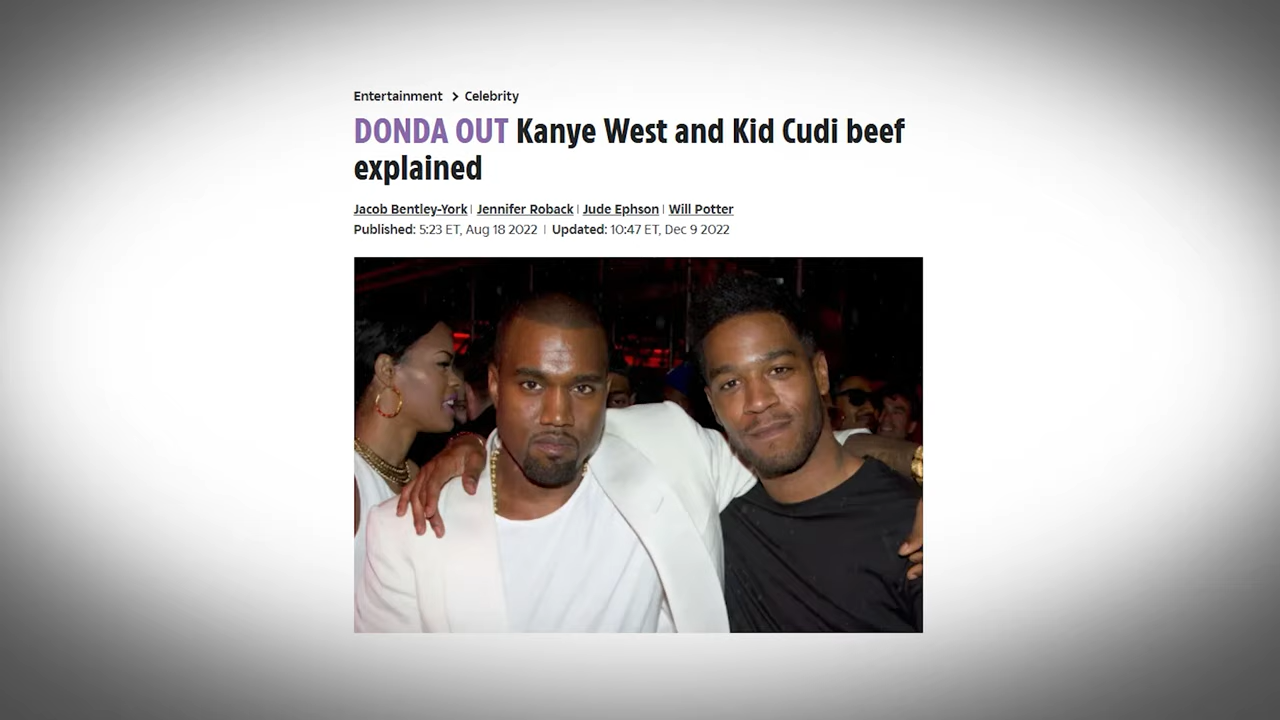 Entertainment > Celebrity
DONDA OUT Kanye West and Kid Cudi beef
explained
Jacob Bentley-York | Jennifer Roback | Jude Ephson | Will Potter
Published: 5:23 ET, Aug 18 2022 | Updated: 10:47 ET, Dec 9 2022